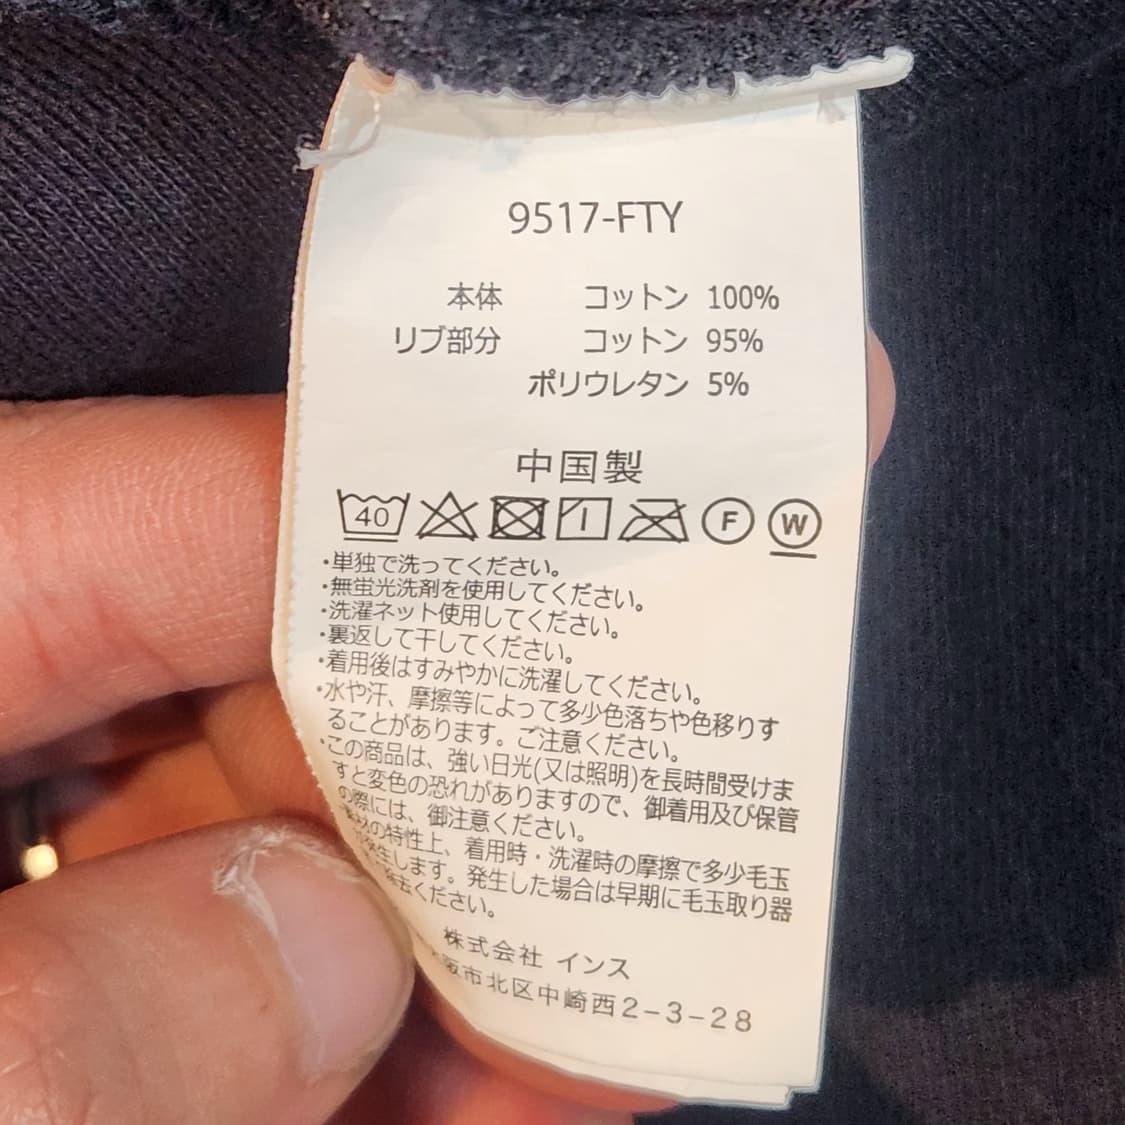 9517-FTY
本体 コットン 100%
リブ部分 コットン 95%
ポリウレタン 5%
中国製
40 F W
・単独で洗ってください。
・無蛍光洗剤を使用してください。
・洗濯ネット使用してください。
・裏返して干してください。
・着用後はすみやかに洗濯してください。
・水や汗、摩擦等によって多少色落ちや色移りす
ることがあります。ご注意ください。
・この商品は、強い日光(又は照明)を長時間受けま
すと変色の恐れがありますので、御着用及び保管
の際には、御注意ください。
の特性上、着用時・洗濯時の摩擦で多少毛玉
発生します。発生した場合は早期に毛玉取り器
除去ください。
株式会社 インス
阪市北区中崎西2-3-28